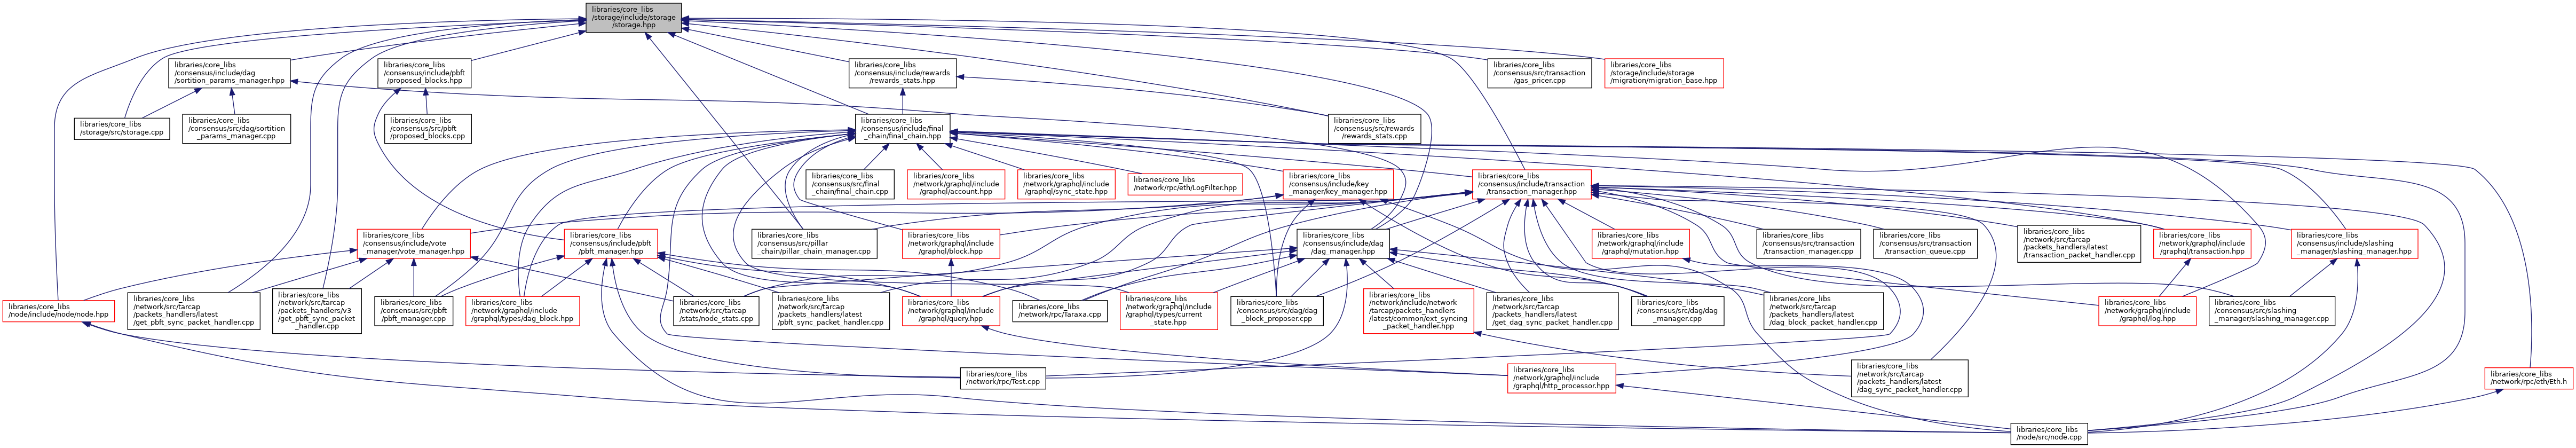 libraries/core_libs
/storage/include/storage
/storage.hpp
libraries/core_libs
/consensus/include/dag
/sortition_params_manager.hpp
libraries/core_libs
/consensus/include/pbft
/proposed_blocks.hpp
libraries/core_libs
/consensus/include/rewards
/rewards_stats.hpp
libraries/core_libs
/consensus/src/transaction
/gas_pricer.cpp
libraries/core_libs
/storage/include/storage
/migration/migration_base.hpp
libraries/core_libs
/storage/src/storage.cpp
libraries/core_libs
/consensus/src/dag/sortition
_params_manager.cpp
libraries/core_libs
/consensus/src/pbft
/proposed_blocks.cpp
libraries/core_libs
/consensus/include/final
_chain/final_chain.hpp
libraries/core_libs
/consensus/src/rewards
/rewards_stats.cpp
libraries/core_libs
/consensus/src/final
_chain/final_chain.cpp
libraries/core_libs
/network/graphql/include
/graphql/account.hpp
libraries/core_libs
/network/graphql/include
/graphql/sync_state.hpp
libraries/core_libs
/network/rpc/eth/LogFilter.hpp
libraries/core_libs
/consensus/include/key
_manager/key_manager.hpp
libraries/core_libs
/consensus/include/transaction
/transaction_manager.hpp
libraries/core_libs
/consensus/include/vote
_manager/vote_manager.hpp
libraries/core_libs
/consensus/include/pbft
/pbft_manager.hpp
libraries/core_libs
/consensus/src/pillar
_chain/pillar_chain_manager.cpp
libraries/core_libs
/network/graphql/include
/graphql/block.hpp
libraries/core_libs
/consensus/include/dag
/dag_manager.hpp
libraries/core_libs
/network/graphql/include
/graphql/mutation.hpp
libraries/core_libs
/consensus/src/transaction
/transaction_manager.cpp
libraries/core_libs
/consensus/src/transaction
/transaction_queue.cpp
libraries/core_libs
/network/src/tarcap
/packets_handlers/latest
/transaction_packet_handler.cpp
libraries/core_libs
/network/graphql/include
/graphql/transaction.hpp
libraries/core_libs
/consensus/include/slashing
_manager/slashing_manager.hpp
libraries/core_libs
/node/include/node/node.hpp
libraries/core_libs
/network/src/tarcap
/packets_handlers/latest
/get_pbft_sync_packet_handler.cpp
libraries/core_libs
/network/src/tarcap
/packets_handlers/v3
/get_pbft_sync_packet
_handler.cpp
libraries/core_libs
/consensus/src/pbft
/pbft_manager.cpp
libraries/core_libs
/network/graphql/include
/graphql/types/dag_block.hpp
libraries/core_libs
/network/src/tarcap
/stats/node_stats.cpp
libraries/core_libs
/network/src/tarcap
/packets_handlers/latest
/pbft_sync_packet_handler.cpp
libraries/core_libs
/network/graphql/include
/graphql/query.hpp
libraries/core_libs
/network/rpc/Taraxa.cpp
libraries/core_libs
/network/graphql/include
/graphql/types/current
_state.hpp
libraries/core_libs
/consensus/src/dag/dag
_block_proposer.cpp
libraries/core_libs
/network/include/network
/tarcap/packets_handlers
/latest/common/ext_syncing
_packet_handler.hpp
libraries/core_libs
/network/src/tarcap
/packets_handlers/latest
/get_dag_sync_packet_handler.cpp
libraries/core_libs
/consensus/src/dag/dag
_manager.cpp
libraries/core_libs
/network/src/tarcap
/packets_handlers/latest
/dag_block_packet_handler.cpp
libraries/core_libs
/network/graphql/include
/graphql/log.hpp
libraries/core_libs
/consensus/src/slashing
_manager/slashing_manager.cpp
libraries/core_libs
/network/rpc/Test.cpp
libraries/core_libs
/network/graphql/include
/graphql/http_processor.hpp
libraries/core_libs
/network/src/tarcap
/packets_handlers/latest
/dag_sync_packet_handler.cpp
libraries/core_libs
/network/rpc/eth/Eth.h
libraries/core_libs
/node/src/node.cpp